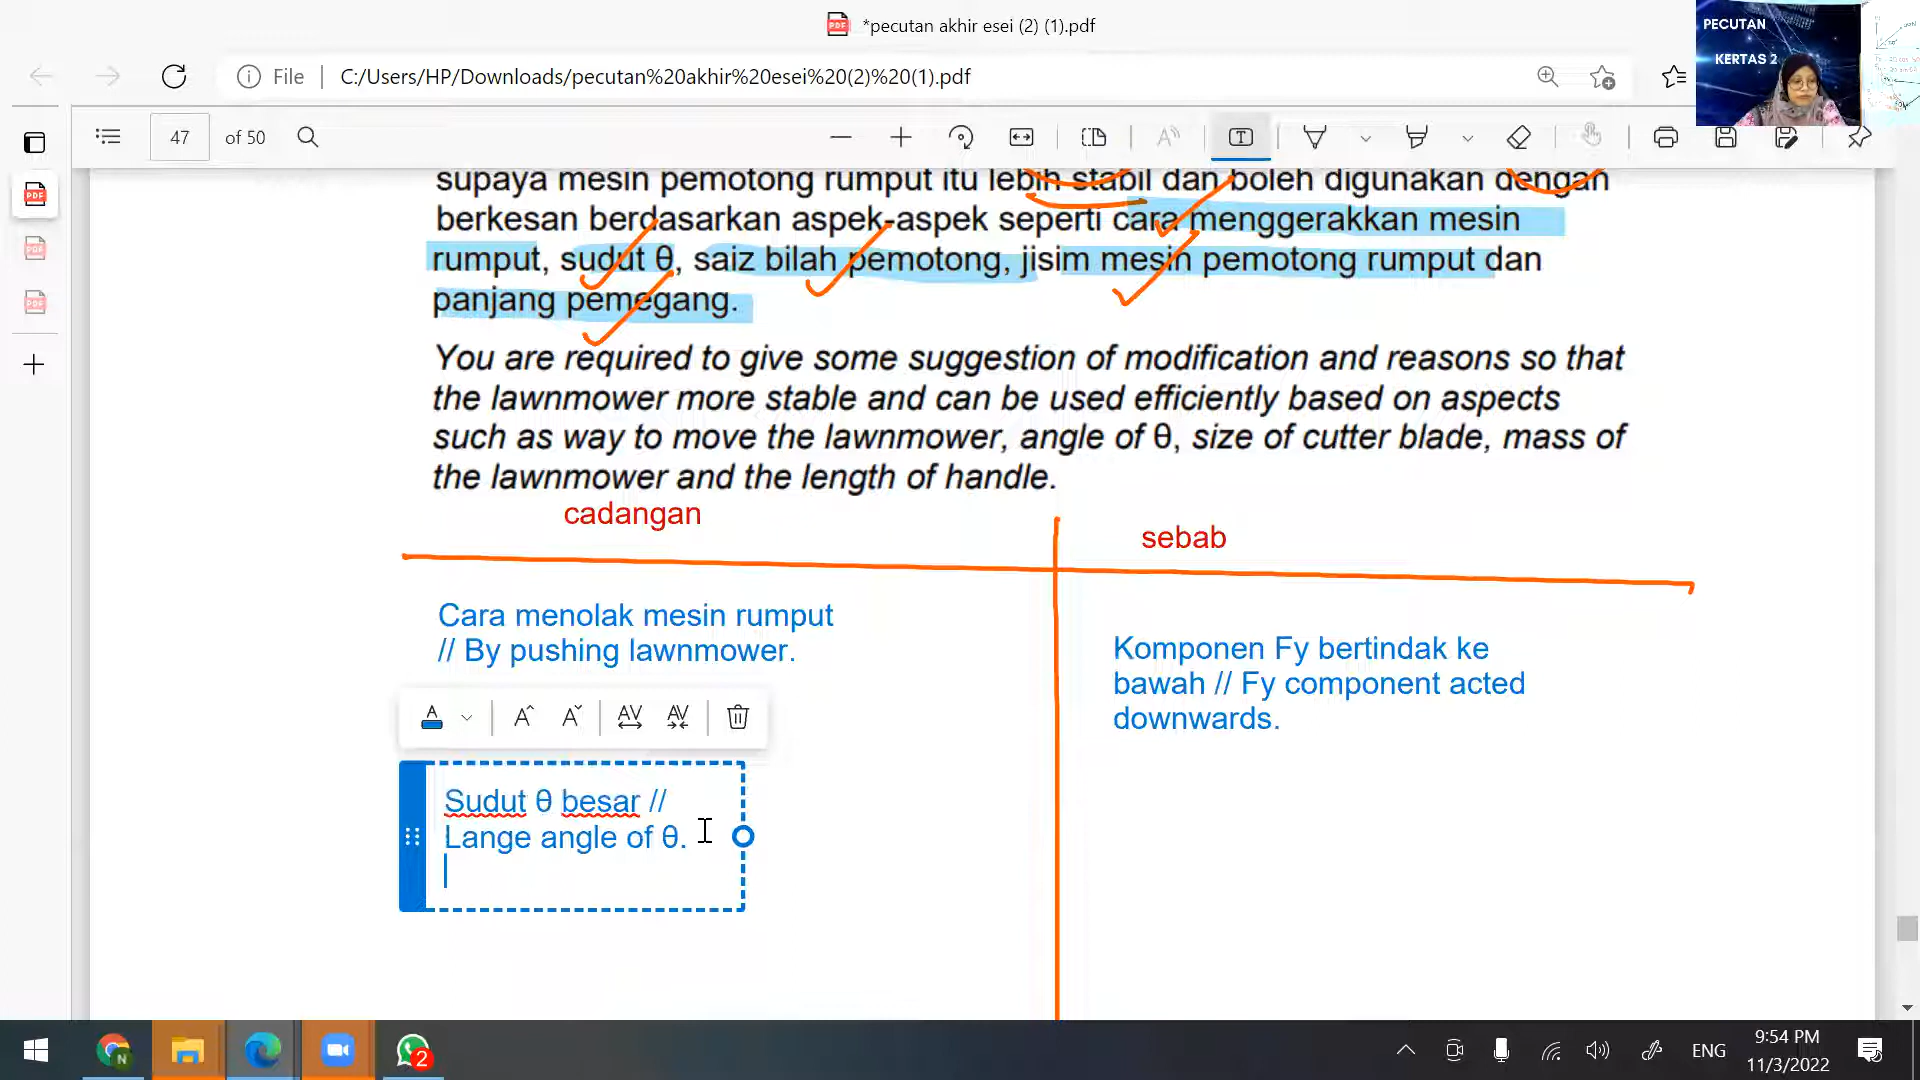 *pecutan akhir esei (2) (1).pdf
File
C:/Users/HP/Downloads/pecutan%20akhir%20esei%20(2)%20(1).pdf
PECUTAN
KERTAS 2
47 of 50
supaya mesin pemotong rumput itu lebih stabil dan boleh digunakan dengan
berkesan berdasarkan aspek-aspek seperti cara menggerakkan mesin
rumput, sudut θ, saiz bilah pemotong, jisim mesin pemotong rumput dan
panjang pemegang.
You are required to give some suggestion of modification and reasons so that
the lawnmower more stable and can be used efficiently based on aspects
such as way to move the lawnmower, angle of θ, size of cutter blade, mass of
the lawnmower and the length of handle.
cadangan
sebab
Cara menolak mesin rumput
// By pushing lawnmower.
Komponen Fy bertindak ke
bawah // Fy component acted
downwards.
Sudut θ besar //
Lange angle of θ.
2
ENG
9:54 PM
11/3/2022